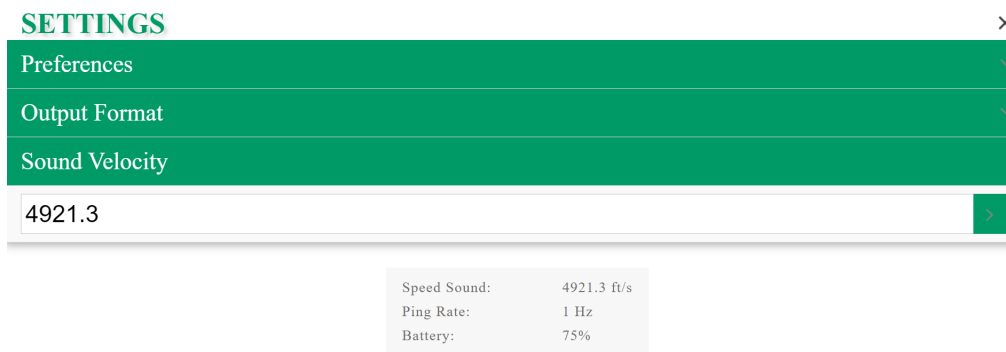 SETTINGS
Preferences
Output Format
Sound Velocity
4921.3
Speed Sound: 4921.3 ft/s
Ping Rate: 1 Hz
Battery: 75%